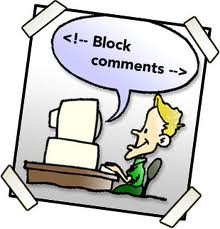 <!-- Block
comments -->